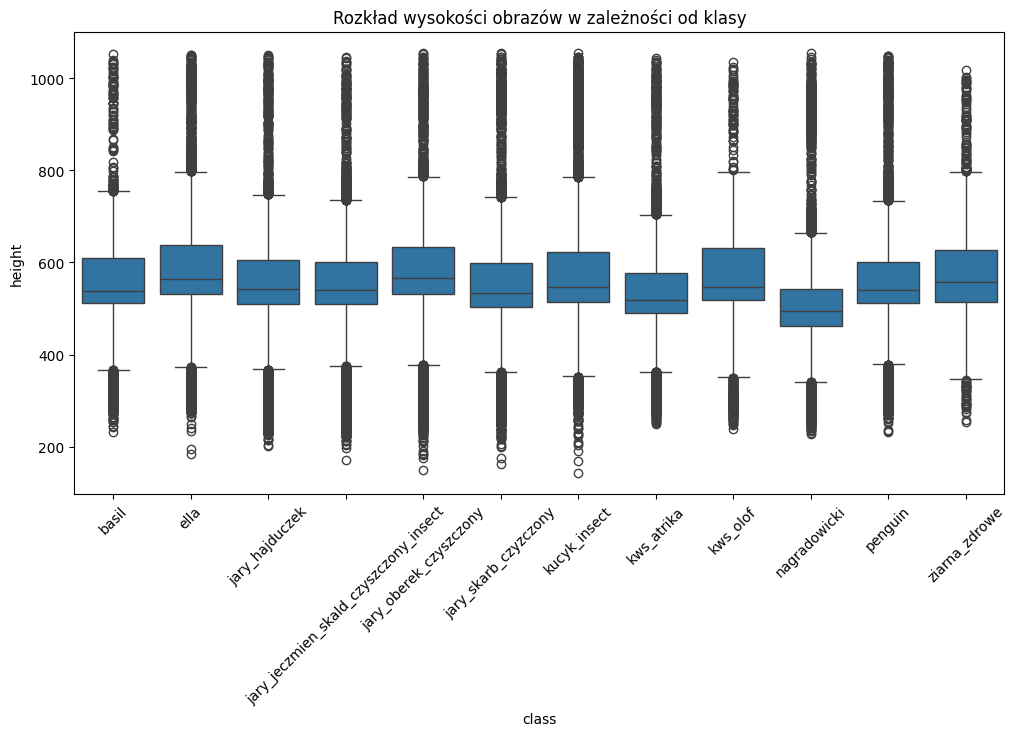 Rozkład wysokości obrazów w zależności od klasy
height
1000
800
600
400
200
basil
ella
jary_hajduczek
jary_jeczmien_skald_czyszczony_insect
jary_oberek_czyszczony
jary_skarb_czyzczony
kucyk_insect
kws_atrika
kws_olof
nagradowicki
penguin
ziarna_zdrowe
class